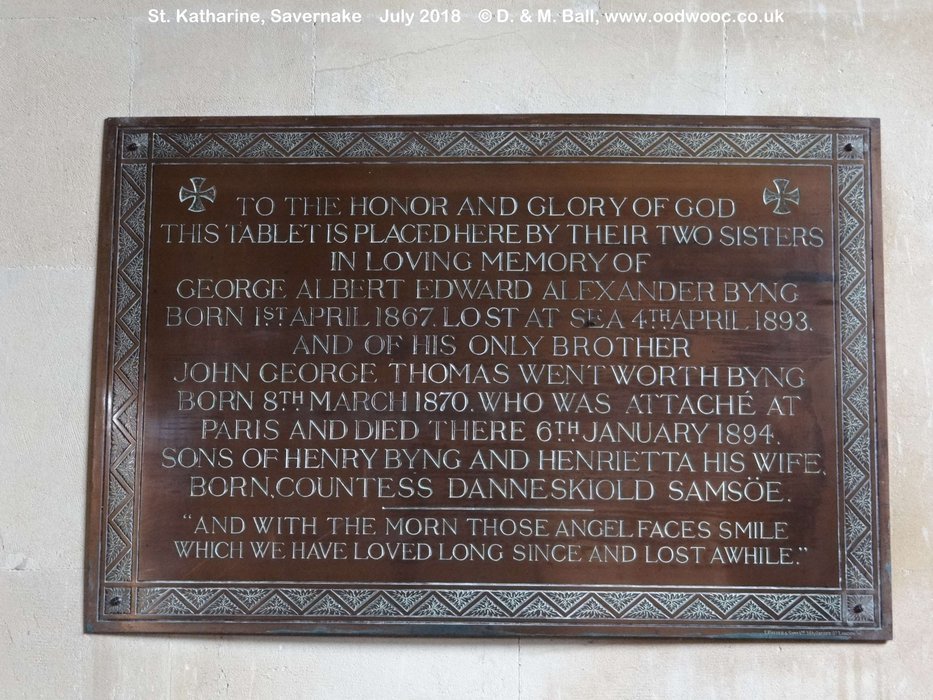 St. Katharine, Savernake July 2018 © D. & M. Ball, www.oodwooc.co.uk
TO THE HONOR AND GLORY OF GOD
THIS TABLET IS PLACED HERE BY THEIR TWO SISTERS
IN LOVING MEMORY OF
GEORGE ALBERT EDWARD ALEXANDER BYNG
BORN 1ST APRIL 1867, LOST AT SEA 4TH APRIL 1893.
AND OF HIS ONLY BROTHER
JOHN GEORGE THOMAS WENTWORTH BYNG
BORN 8TH MARCH 1870. WHO WAS ATTACHÉ AT
PARIS AND DIED THERE 6TH JANUARY 1894.
SONS OF HENRY BYNG AND HENRIETTA HIS WIFE,
BORN, COUNTESS DANNESKIOLD SAMSÖE.
"AND WITH THE MORN THOSE ANGEL FACES SMILE
WHICH WE HAVE LOVED LONG SINCE AND LOST AWHILE."